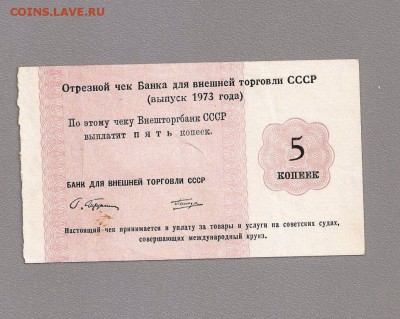 COINS.LAVE.RU
Отрезной чек Банка для внешней торговли СССР
(выпуск 1973 года)
По этому чеку Внешторгбанк СССР
выплатит пять копеек.
5
КОПЕЕК
БАНК ДЛЯ ВНЕШНЕЙ ТОРГОВЛИ СССР
Настоящий чек принимается в уплату за товары и услуги на советских судах,
совершающих международный круиз.